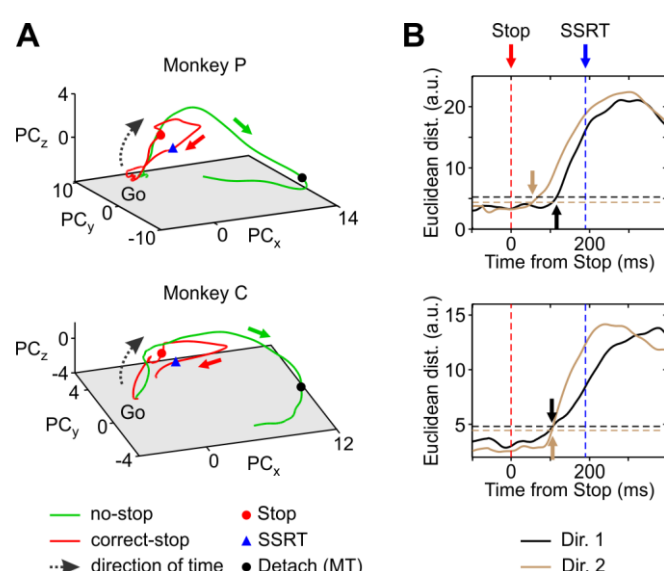 A
Monkey P
4
PCz
0
10
Go
PCy
0
-10
0
PCx
14
Monkey C
PCz
0
-4
4
Go
PCy
0
-4
0
PCx
12
no-stop
correct-stop
direction of time
Stop
SSRT
Detach (MT)
B
Stop
SSRT
Euclidean dist. (a.u.)
20
10
0
0
200
Time from Stop (ms)
Euclidean dist. (a.u.)
15
10
5
0
200
Time from Stop (ms)
Dir. 1
Dir. 2